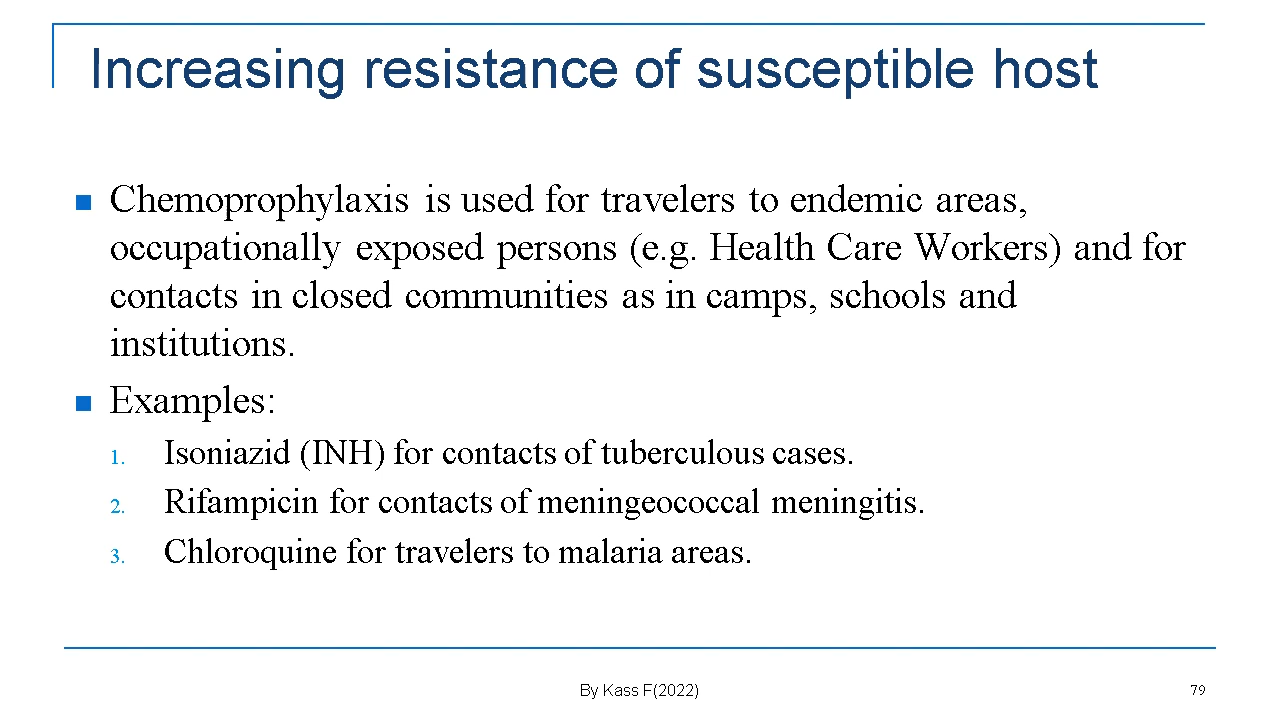 Increasing resistance of susceptible host
Chemoprophylaxis is used for travelers to endemic areas,
occupationally exposed persons (e.g. Health Care Workers) and for
contacts in closed communities as in camps, schools and
institutions.
Examples:
1. Isoniazid (INH) for contacts of tuberculous cases.
2. Rifampicin for contacts of meningeococcal meningitis.
3. Chloroquine for travelers to malaria areas.
By Kass F(2022)
79